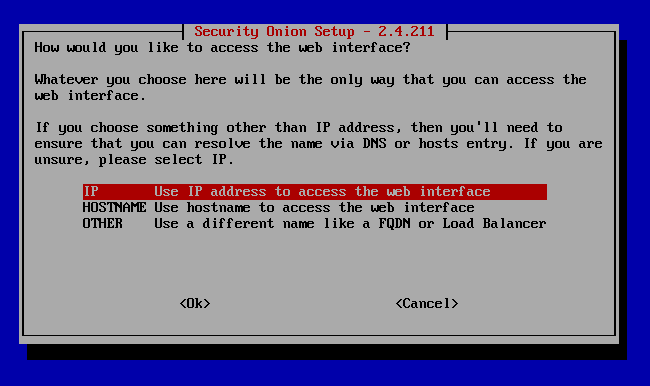 Security Onion Setup - 2.4.211
How would you like to access the web interface?
Whatever you choose here will be the only way that you can access the
web interface.
If you choose something other than IP address, then you'll need to
ensure that you can resolve the name via DNS or hosts entry. If you are
unsure, please select IP.
IP Use IP address to access the web interface
HOSTNAME Use hostname to access the web interface
OTHER Use a different name like a FQDN or Load Balancer
<Ok> <Cancel>